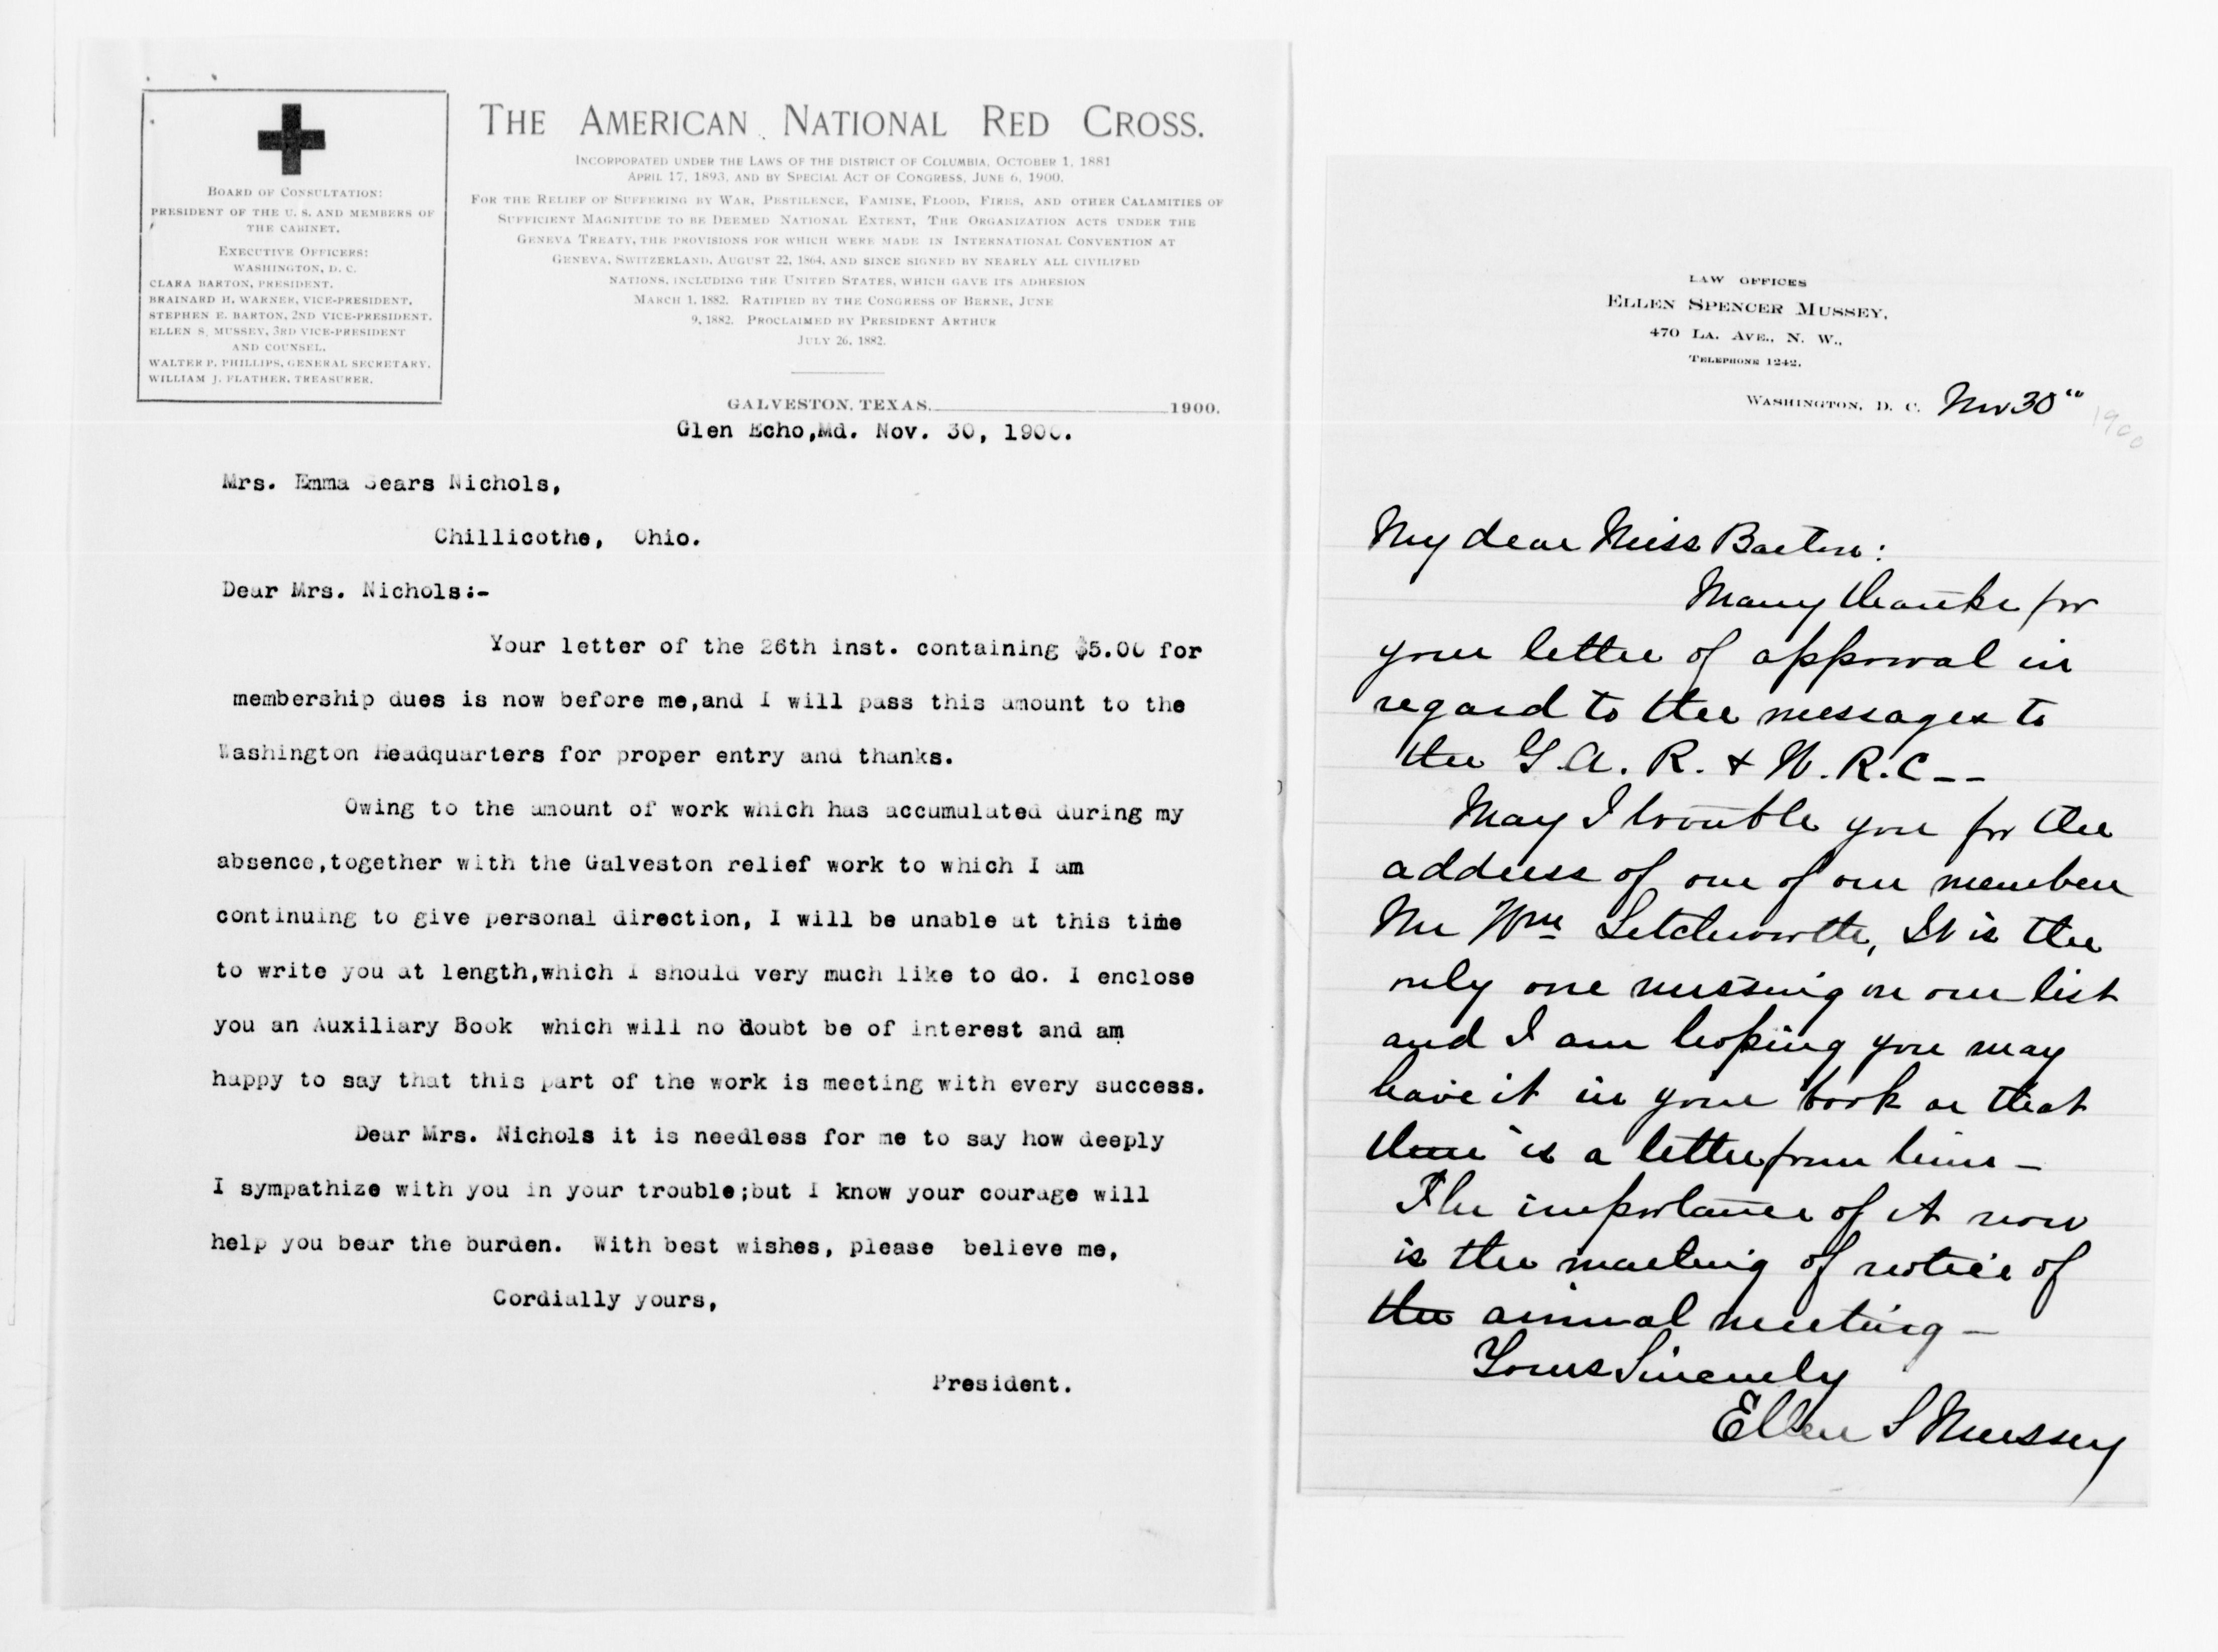 BOARD OF CONSULTATION:
PRESIDENT OF THE U. S. AND MEMBERS OF
THE CABINET.
EXECUTIVE OFFICERS:
WASHINGTON, D. C.
CLARA BARTON, PRESIDENT.
BRAINARD H. WARNER, VICE-PRESIDENT.
STEPHEN E. BARTON, 2ND VICE-PRESIDENT.
ELLEN S. MUSSEY, 3RD VICE-PRESIDENT
AND COUNSEL.
WALTER P. PHILLIPS, GENERAL SECRETARY.
WILLIAM J. FLATHER, TREASURER.
THE AMERICAN NATIONAL RED CROSS.
INCORPORATED UNDER THE LAWS OF THE DISTRICT OF COLUMBIA, OCTOBER 1, 1881
APRIL 17, 1893, AND BY SPECIAL ACT OF CONGRESS, JUNE 6, 1900.
FOR THE RELIEF OF SUFFERING BY WAR, PESTILENCE, FAMINE, FLOOD, FIRES, AND OTHER CALAMITIES OF
SUFFICIENT MAGNITUDE TO BE DEEMED NATIONAL EXTENT, THE ORGANIZATION ACTS UNDER THE
GENEVA TREATY, THE PROVISIONS FOR WHICH WERE MADE IN INTERNATIONAL CONVENTION AT
GENEVA, SWITZERLAND, AUGUST 22, 1864, AND SINCE SIGNED BY NEARLY ALL CIVILIZED
NATIONS, INCLUDING THE UNITED STATES, WHICH GAVE ITS ADHESION
MARCH 1, 1882. RATIFIED BY THE CONGRESS OF BERNE, JUNE
9, 1882. PROCLAIMED BY PRESIDENT ARTHUR
JULY 26, 1882.
GALVESTON, TEXAS, 1900.
Glen Echo,Md. Nov. 30, 1900.
Mrs. Emma Sears Nichols,
Chillicothe, Ohio.
Dear Mrs. Nichols:-
Your letter of the 26th inst. containing $5.00 for
membership dues is now before me,and I will pass this amount to the
Washington Headquarters for proper entry and thanks.
Owing to the amount of work which has accumulated during my
absence,together with the Galveston relief work to which I am
continuing to give personal direction, I will be unable at this time
to write you at length,which I should very much like to do. I enclose
you an Auxiliary Book which will no doubt be of interest and am
happy to say that this part of the work is meeting with every success.
Dear Mrs. Nichols it is needless for me to say how deeply
I sympathize with you in your trouble;but I know your courage will
help you bear the burden. With best wishes, please believe me,
Cordially yours,
President.
LAW OFFICES
ELLEN SPENCER MUSSEY,
470 LA. AVE., N. W.,
TELEPHONE 1242.
WASHINGTON, D. C. Nov 30"
1900
My dear Miss Barton:
Many thanks for
your letter of approval in
regard to the messages to
the G.A.R. & W.R.C--
May I trouble you for the
address of one of our members
Mr Wm Letchworth, It is the
only one missing on our list
and I am hoping you may
have it in your book or that
there is a letter from him -
The importance of it now
is the mailing of notice of
the annual meeting -
Yours Sincerely
Ellen S Mussey